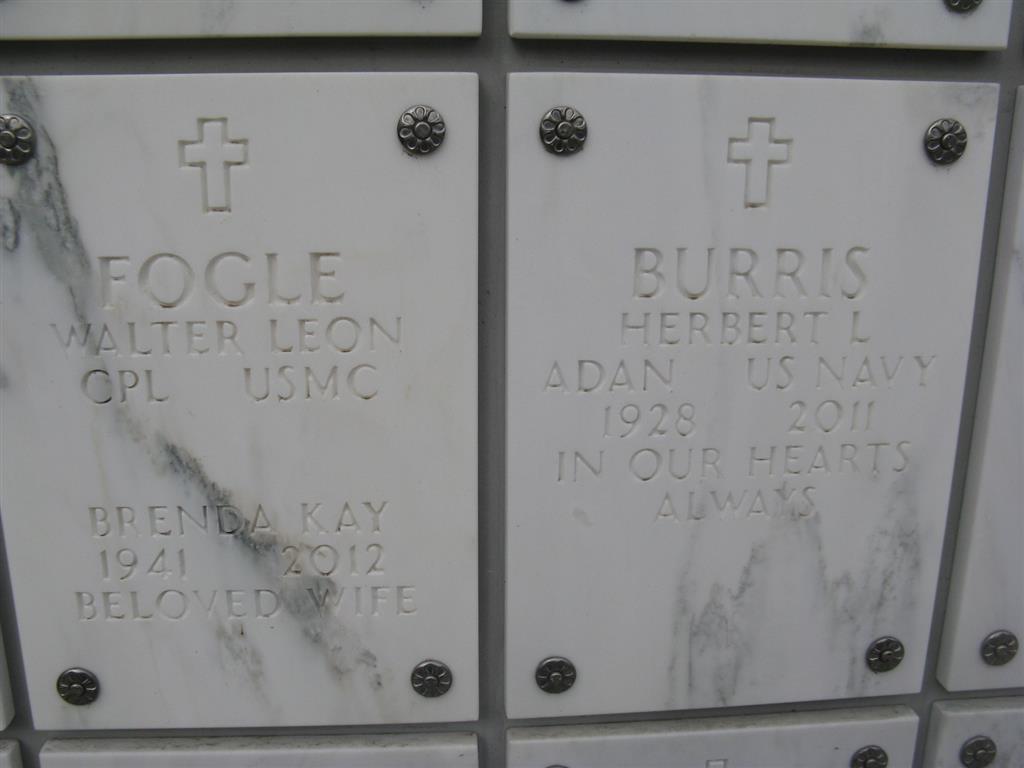 FOGLE
WALTER LEON
CPL USMC
BRENDA KAY
1941 2012
BELOVED WIFE
BURRIS
HERBERT L
ADAN US NAVY
1928 2011
IN OUR HEARTS
ALWAYS